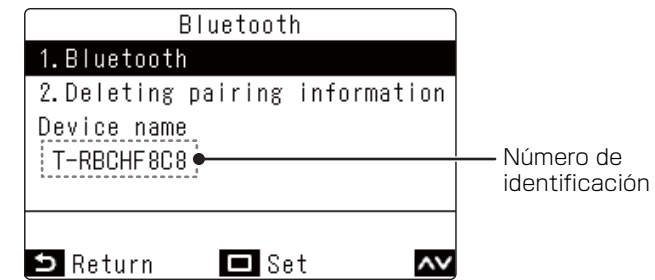 Bluetooth
1.Bluetooth
2.Deleting pairing information
Device name
T-RBCHF8C8
Número de
identificación
Return Set